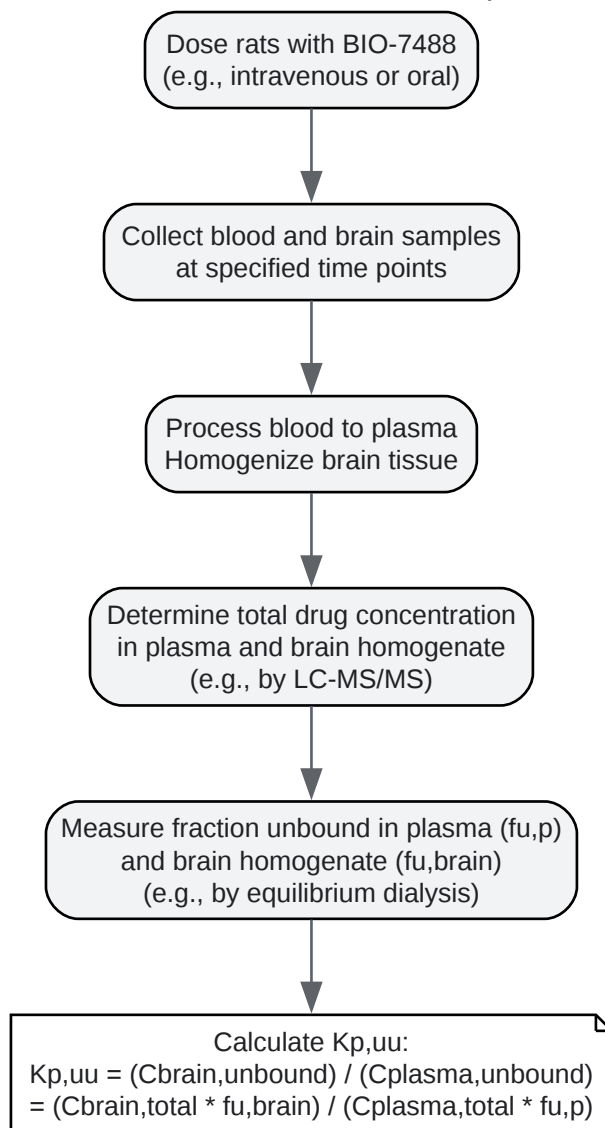 Dose rats with BIO-7488
(e.g., intravenous or oral)
Collect blood and brain samples
at specified time points
Process blood to plasma
Homogenize brain tissue
Determine total drug concentration
in plasma and brain homogenate
(e.g., by LC-MS/MS)
Measure fraction unbound in plasma (fu,p)
and brain homogenate (fu,brain)
(e.g., by equilibrium dialysis)
Calculate Kp,uu:
Kp,uu = (Cbrain,unbound) / (Cplasma,unbound)
= (Cbrain,total * fu,brain) / (Cplasma,total * fu,p)